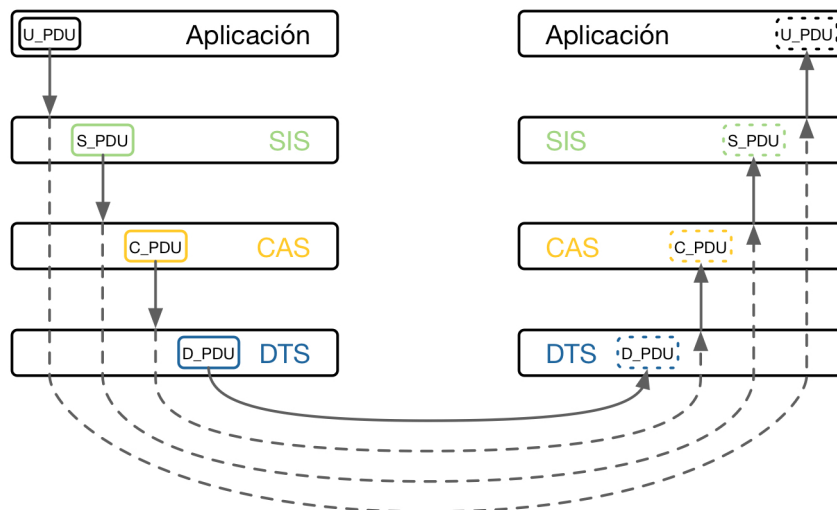 U_PDU Aplicación Aplicación U_PDU
S_PDU SIS SIS S_PDU
C_PDU CAS CAS C_PDU
D_PDU DTS DTS D_PDU